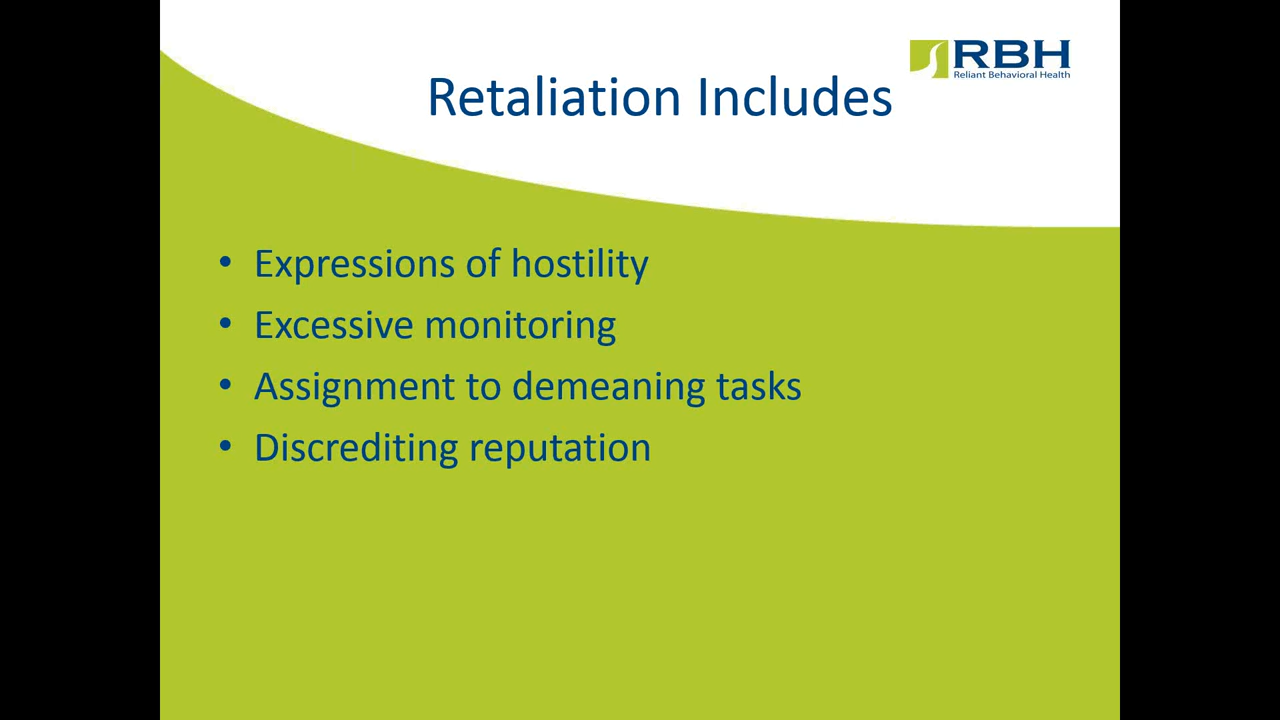 RBH
Reliant Behavioral Health
Retaliation Includes
• Expressions of hostility
• Excessive monitoring
• Assignment to demeaning tasks
• Discrediting reputation